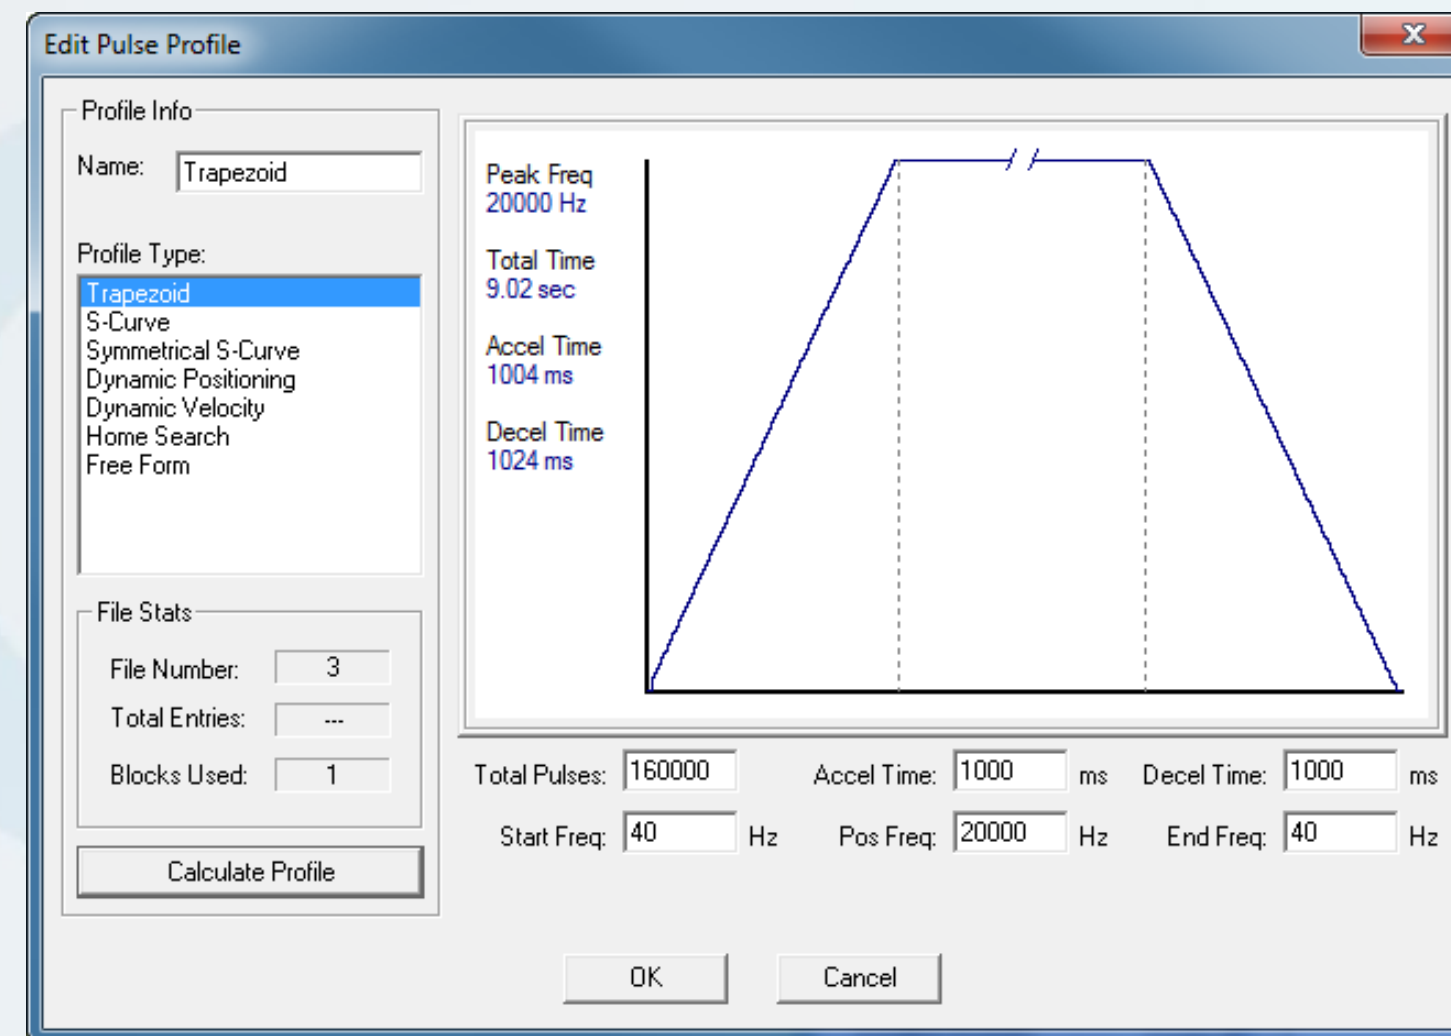 Edit Pulse Profile
x
Profile Info
Name: Trapezoid
Profile Type:
Trapezoid
S-Curve
Symmetrical S-Curve
Dynamic Positioning
Dynamic Velocity
Home Search
Free Form
File Stats
File Number: 3
Total Entries: ---
Blocks Used: 1
Calculate Profile
Peak Freq
20000 Hz
Total Time
9.02 sec
Accel Time
1004 ms
Decel Time
1024 ms
Total Pulses: 160000 Accel Time: 1000 ms Decel Time: 1000 ms
Start Freq: 40 Hz Pos Freq: 20000 Hz End Freq: 40 Hz
OK Cancel